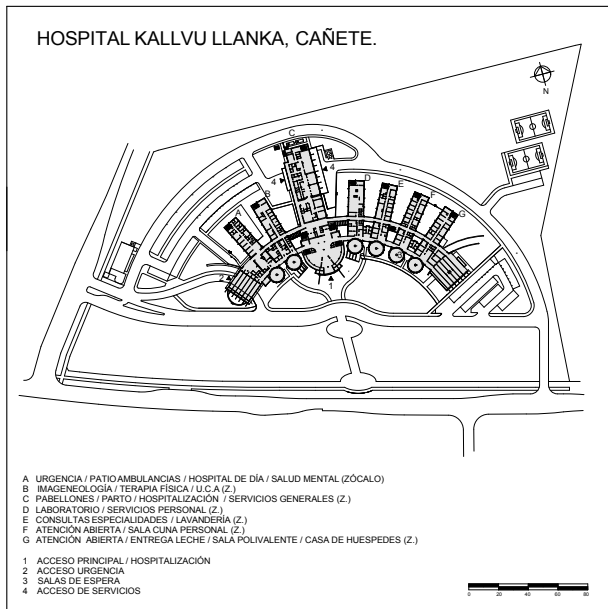 HOSPITAL KALLVU LLANKA, CAÑETE.
N
C
4
4
B
D
E
F
A
G
3
2
1
A URGENCIA / PATIO AMBULANCIAS / HOSPITAL DE DÍA / SALUD MENTAL (ZÓCALO)
B IMAGENEOLOGÍA / TERAPIA FÍSICA / U.C.A (Z.)
C PABELLONES / PARTO / HOSPITALIZACIÓN / SERVICIOS GENERALES (Z.)
D LABORATORIO / SERVICIOS PERSONAL (Z.)
E CONSULTAS ESPECIALIDADES / LAVANDERÍA (Z.)
F ATENCIÓN ABIERTA / SALA CUNA PERSONAL (Z.)
G ATENCIÓN ABIERTA / ENTREGA LECHE / SALA POLIVALENTE / CASA DE HUESPEDES (Z.)
1 ACCESO PRINCIPAL / HOSPITALIZACIÓN
2 ACCESO URGENCIA
3 SALAS DE ESPERA
4 ACCESO DE SERVICIOS
0 20 40 60 80